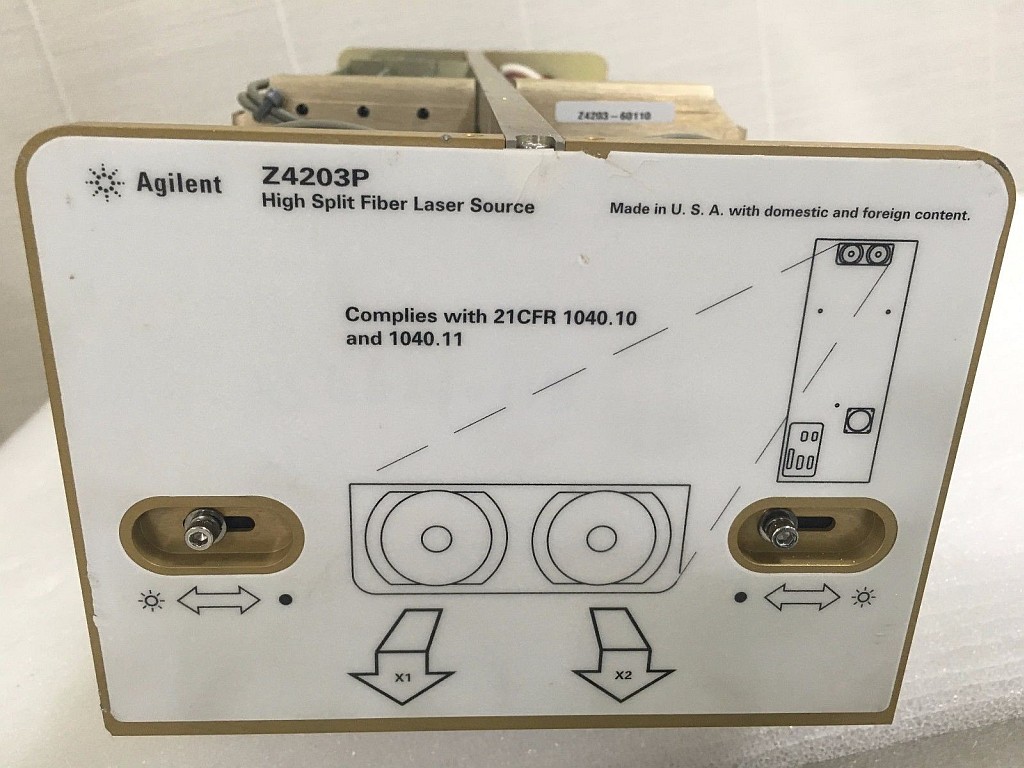 Z4203-60110
Agilent
Z4203P
High Split Fiber Laser Source
Made in U. S. A. with domestic and foreign content.
Complies with 21CFR 1040.10
and 1040.11
X1
X2